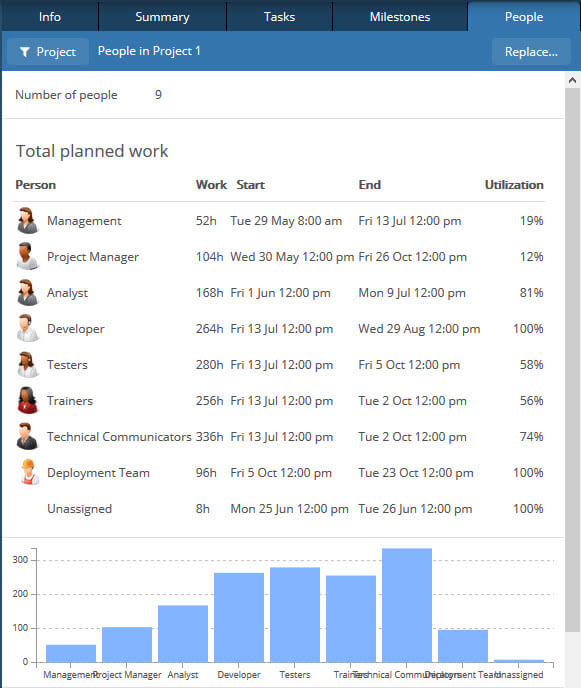 Info Summary Tasks Milestones People
Project People in Project 1 Replace...
Number of people 9
Total planned work
Person Work Start End Utilization
Management 52h Tue 29 May 8:00 am Fri 13 Jul 12:00 pm 19%
Project Manager 104h Wed 30 May 12:00 pm Fri 26 Oct 12:00 pm 12%
Analyst 168h Fri 1 Jun 12:00 pm Mon 9 Jul 12:00 pm 81%
Developer 264h Fri 13 Jul 12:00 pm Wed 29 Aug 12:00 pm 100%
Testers 280h Fri 13 Jul 12:00 pm Fri 5 Oct 12:00 pm 58%
Trainers 256h Fri 13 Jul 12:00 pm Tue 2 Oct 12:00 pm 56%
Technical Communicators 336h Fri 13 Jul 12:00 pm Tue 2 Oct 12:00 pm 74%
Deployment Team 96h Fri 5 Oct 12:00 pm Tue 23 Oct 12:00 pm 100%
Unassigned 8h Mon 25 Jun 12:00 pm Tue 26 Jun 12:00 pm 100%
300
200
100
0
Management Project Manager Analyst Developer Testers Trainers Technical Communicators Deployment Team Unassigned